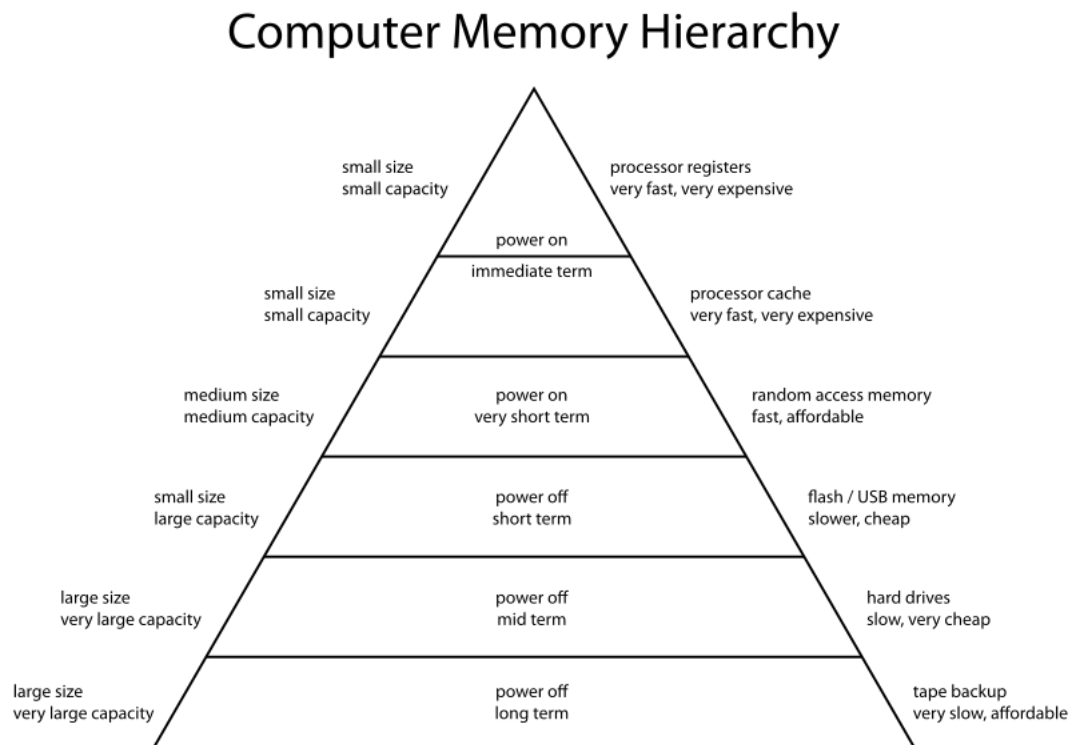 Computer Memory Hierarchy
small size
small capacity
processor registers
very fast, very expensive
power on
immediate term
small size
small capacity
processor cache
very fast, very expensive
medium size
medium capacity
power on
very short term
random access memory
fast, affordable
small size
large capacity
power off
short term
flash / USB memory
slower, cheap
large size
very large capacity
power off
mid term
hard drives
slow, very cheap
large size
very large capacity
power off
long term
tape backup
very slow, affordable